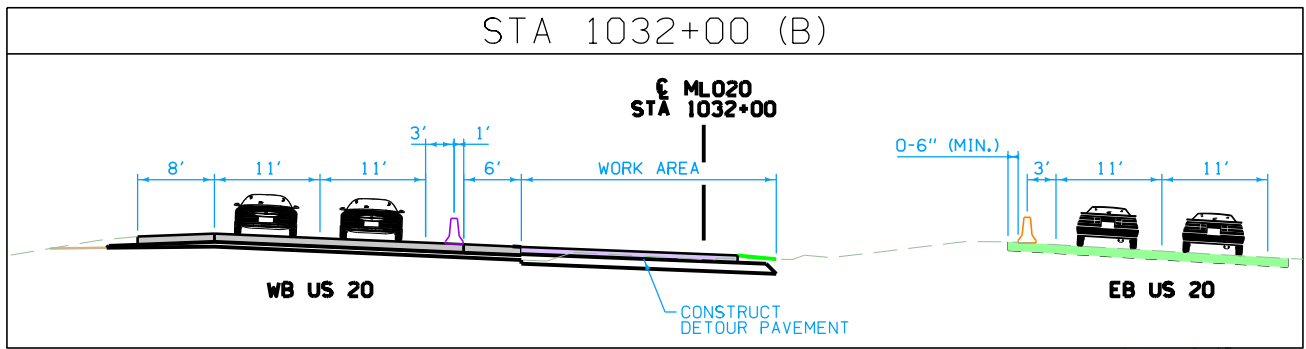 STA 1032+00 (B)
℄ ML020
STA 1032+00
3' 1'
8' 11' 11' 6' WORK AREA
0-6" (MIN.)
3' 11' 11'
WB US 20
EB US 20
CONSTRUCT
DETOUR PAVEMENT